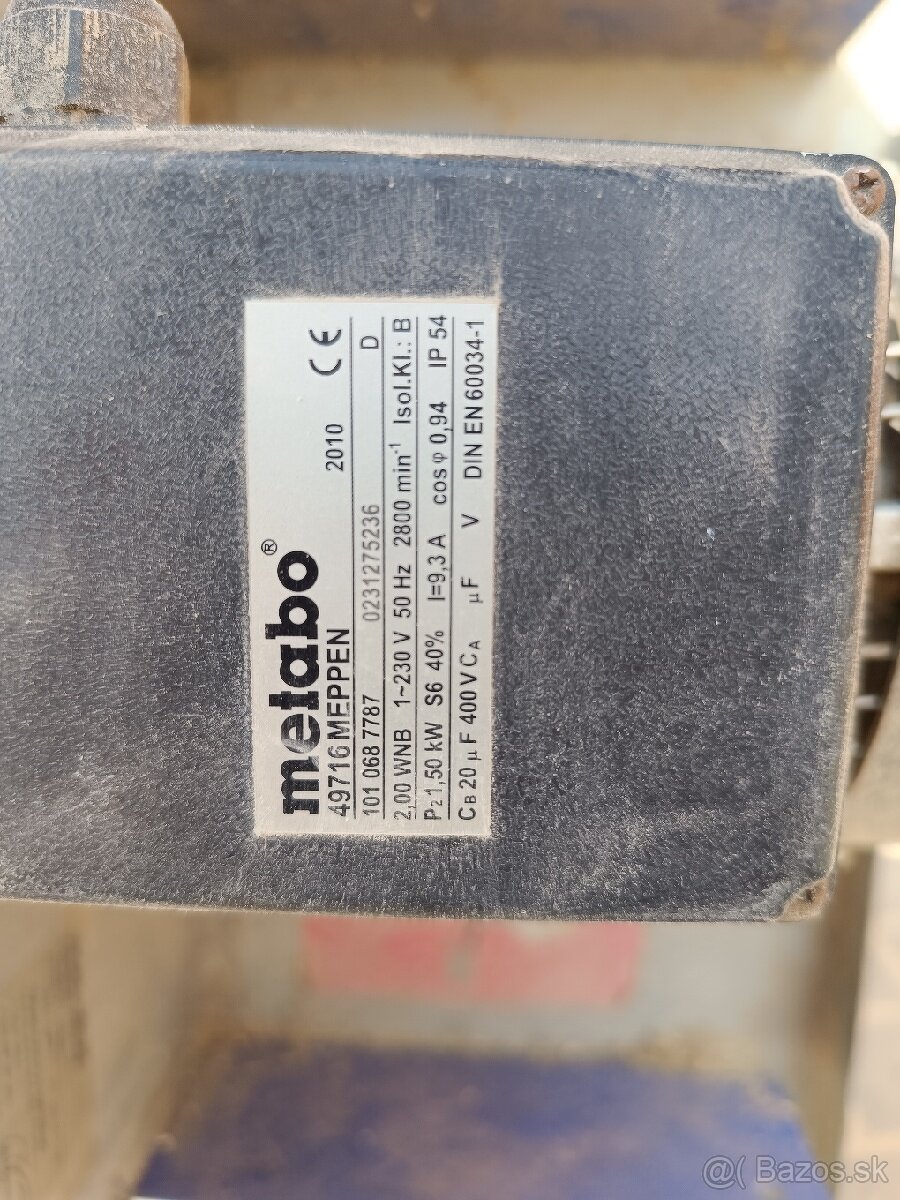 metabo®
49716 MEPPEN 2010 CE
101 068 7787 0231275236 D
2,00 WNB 1~230 V 50 Hz 2800 min-1 Isol.Kl.: B
P2 1,50 kW S6 40% I=9,3 A cos φ 0,94 IP 54
CB 20 µF 400 V CA µF V DIN EN 60034-1
@( Bazos.sk